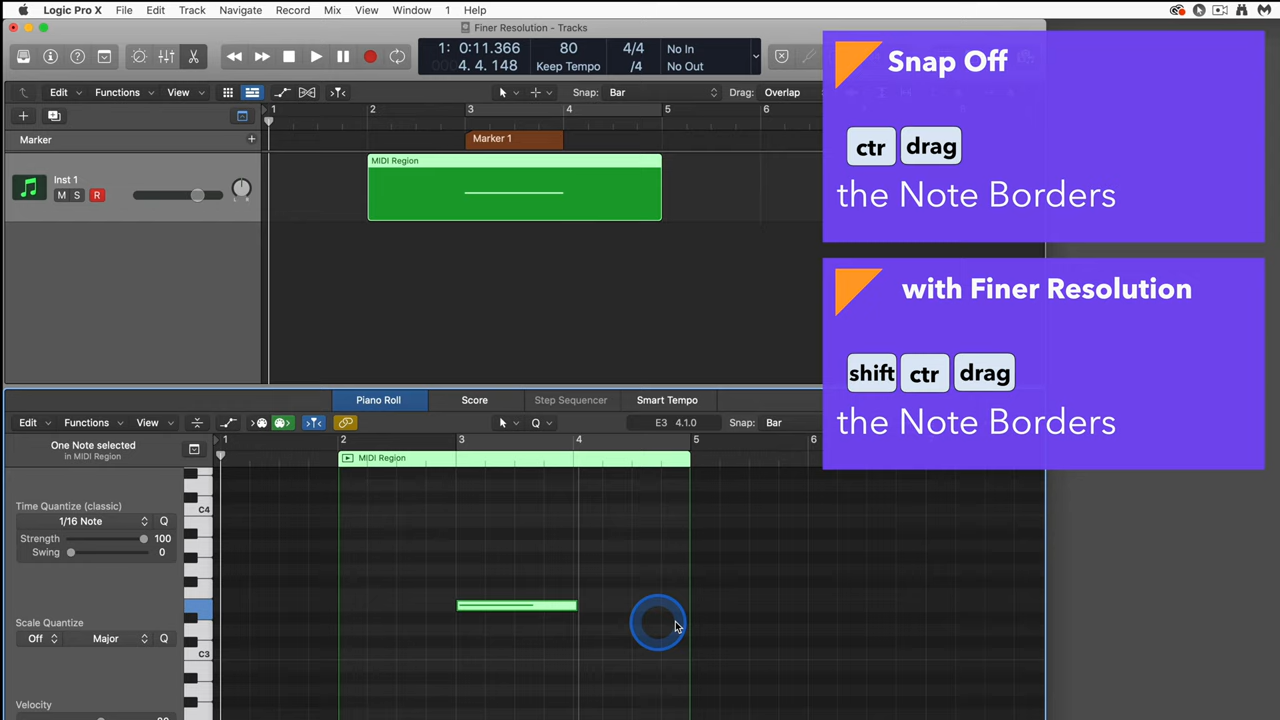 Logic Pro X File Edit Track Navigate Record Mix View Window 1 Help
Finer Resolution - Tracks
1: 0:11.366 80 4/4 No In
4. 4. 148 Keep Tempo /4 No Out
Edit Functions View Snap: Bar Drag: Overlap
1 2 3 4 5 6
Marker
Marker 1
MIDI Region
Inst 1
M S R
L R
Snap Off
ctr drag
the Note Borders
with Finer Resolution
shift ctr drag
the Note Borders
Piano Roll Score Step Sequencer Smart Tempo
Edit Functions View Q E3 4.1.0 Snap: Bar
One Note selected
in MIDI Region
1 2 3 4 5 6
MIDI Region
C4
Time Quantize (classic)
1/16 Note Q
Strength 100
Swing 0
Scale Quantize
Off Major Q
C3
Velocity